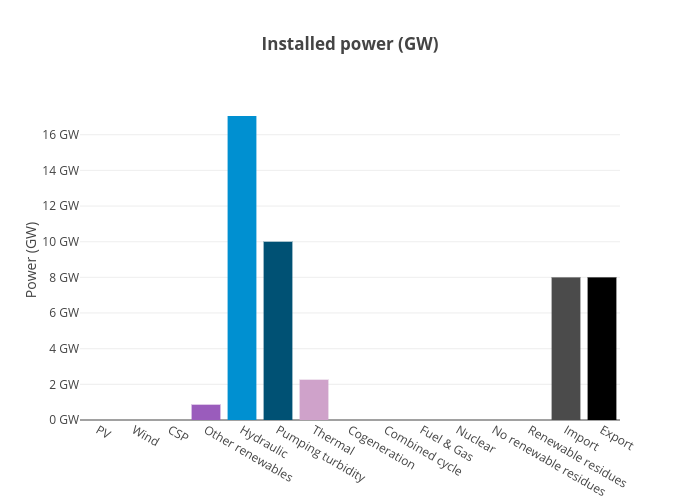 Installed power (GW)
16 GW
14 GW
12 GW
10 GW
8 GW
6 GW
4 GW
2 GW
0 GW
Power (GW)
PV
Wind
CSP
Other renewables
Hydraulic
Pumping turbidity
Thermal
Cogeneration
Combined cycle
Fuel & Gas
Nuclear
No renewable residues
Renewable residues
Import
Export